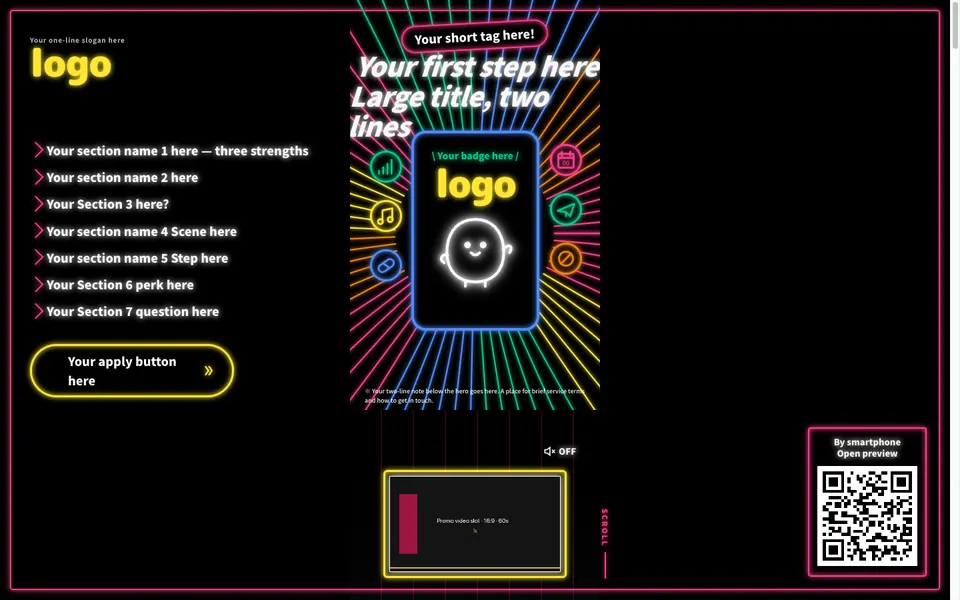 Your one-line slogan here
logo
Your section name 1 here — three strengths
Your section name 2 here
Your Section 3 here?
Your section name 4 Scene here
Your section name 5 Step here
Your Section 6 perk here
Your Section 7 question here
Your apply button
here
»
Your short tag here!
Your first step here
Large title, two
lines
\ Your badge here /
logo
※ Your two-line note below the hero goes here. A place for brief service terms
and how to get in touch.
OFF
Promo video slot · 16:9 · 60s
SCROLL
By smartphone
Open preview